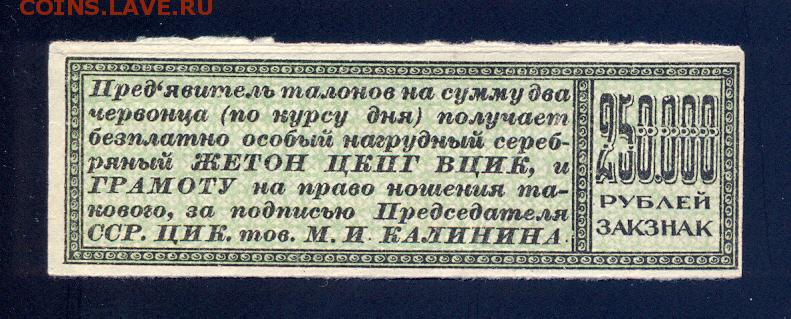 COINS.LAVE.RU
Пред‘явитель талонов на сумму два
червонца (по курсу дня) получает
безплатно особый нагрудный сереб-
ряный ЖЕТОН ЦКПГ ВЦИК, и
ГРАМОТУ на право ношения та-
кового, за подписью Председателя
ССР. ЦИК. тов. М. И. КАЛИНИНА
250.000
РУБЛЕЙ
ЗАКЗНАК